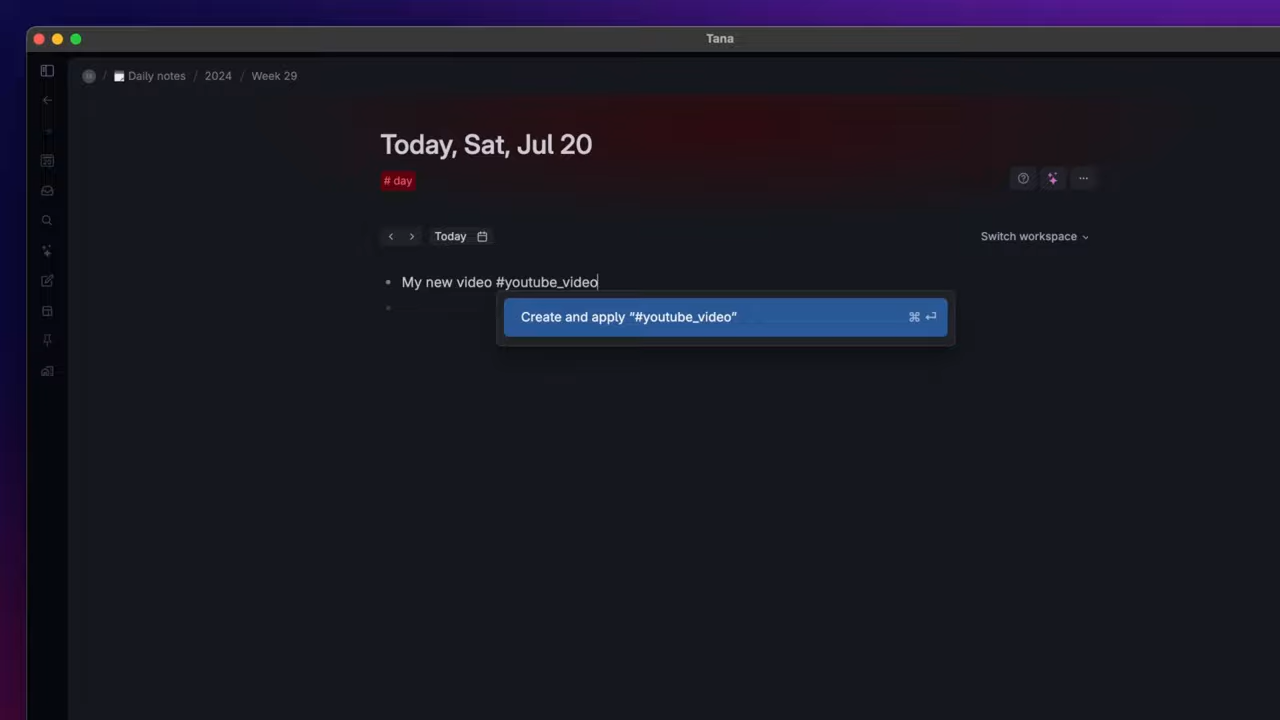 Tana
/ Daily notes / 2024 / Week 29
Today, Sat, Jul 20
# day
Today
Switch workspace
My new video #youtube_video
Create and apply “#youtube_video” ⌘ ⏎